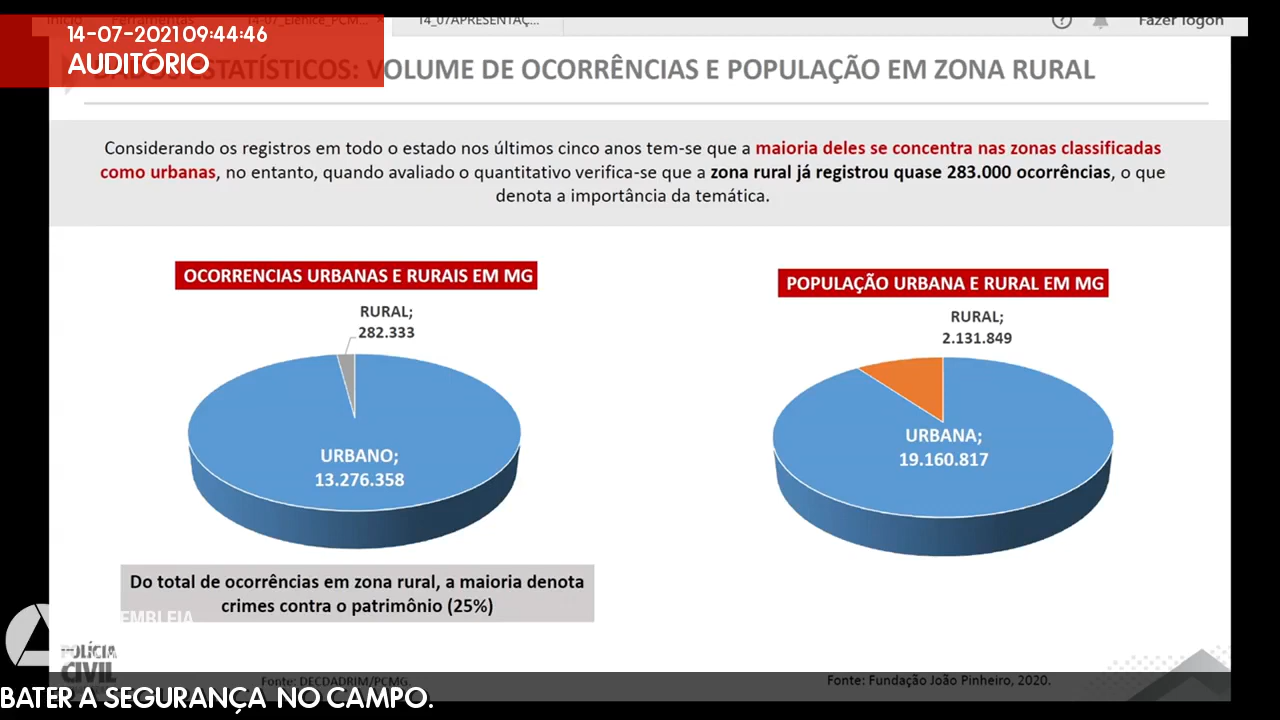 Início
Ferramentas
14-07_Elenice_PCM...
14_07APRESENTAÇ...
Fazer logon
14-07-2021 09:44:46
AUDITÓRIO
ESTATÍSTICOS: VOLUME DE OCORRÊNCIAS E POPULAÇÃO EM ZONA RURAL
Considerando os registros em todo o estado nos últimos cinco anos tem-se que a maioria deles se concentra nas zonas classificadas
como urbanas, no entanto, quando avaliado o quantitativo verifica-se que a zona rural já registrou quase 283.000 ocorrências, o que
denota a importância da temática.
OCORRENCIAS URBANAS E RURAIS EM MG
RURAL;
282.333
URBANO;
13.276.358
Do total de ocorrências em zona rural, a maioria denota
crimes contra o patrimônio (25%)
POPULAÇÃO URBANA E RURAL EM MG
RURAL;
2.131.849
URBANA;
19.160.817
POLÍCIA
CIVIL
Fonte: DECDADRIM/PCMG.
Fonte: Fundação João Pinheiro, 2020.
BATER A SEGURANÇA NO CAMPO.